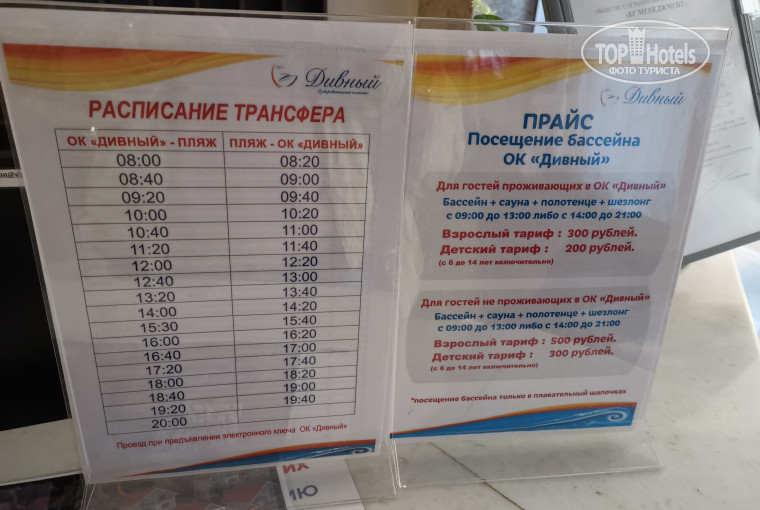 Дивный
РАСПИСАНИЕ ТРАНСФЕРА
ОК «ДИВНЫЙ» - ПЛЯЖ ПЛЯЖ - ОК «ДИВНЫЙ»
08:00 08:20
08:40 09:00
09:20 09:40
10:00 10:20
10:40 11:00
11:20 11:40
12:00 12:20
12:40 13:00
13:20 13:40
14:00 14:20
15:30 15:40
16:00 16:20
16:40 17:00
17:20 17:40
18:00 18:20
18:40 19:00
19:20 19:40
20:00
Проезд при предъявлении электронного ключа ОК «Дивный»
TOP Hotels
ФОТО ТУРИСТА
Дивный
ПРАЙС
Посещение бассейна
ОК «Дивный»
Для гостей проживающих в ОК «Дивный»
Бассейн + сауна + полотенце + шезлонг
с 09:00 до 13:00 либо с 14:00 до 21:00
Взрослый тариф : 300 рублей.
Детский тариф : 200 рублей.
(с 6 до 14 лет включительно)
Для гостей не проживающих в ОК «Дивный»
Бассейн + сауна + полотенце + шезлонг
с 09:00 до 13:00 либо с 14:00 до 21:00
Взрослый тариф : 500 рублей.
Детский тариф : 300 рублей.
(с 6 до 14 лет включительно)
*посещение бассейна только в плавательный шапочках